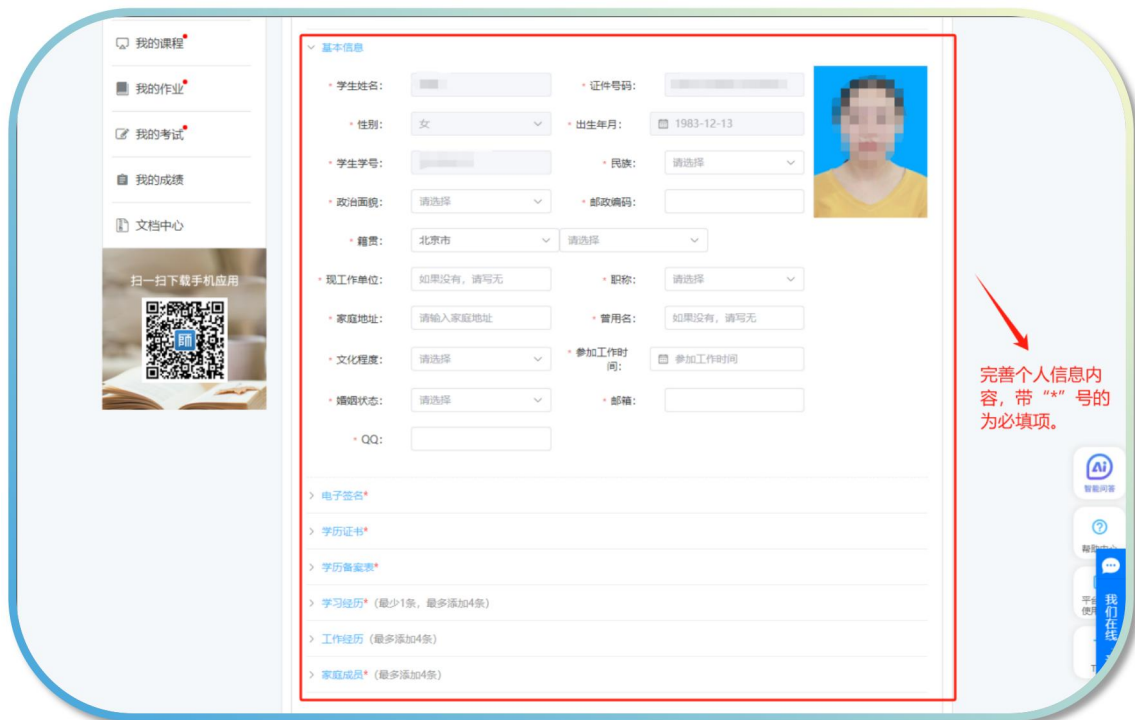 我的课程
我的作业
我的考试
我的成绩
文档中心
扫一扫下载手机应用
師
基本信息
* 学生姓名:
* 证件号码:
* 性别: 女
* 出生年月: 1983-12-13
* 学生学号:
* 民族: 请选择
* 政治面貌: 请选择
* 邮政编码:
* 籍贯: 北京市 请选择
* 现工作单位: 如果没有，请写无
* 职称: 请选择
* 家庭地址: 请输入家庭地址
* 曾用名: 如果没有，请写无
* 文化程度: 请选择
* 参加工作时
间: 参加工作时间
* 婚姻状态: 请选择
* 邮箱:
* QQ:
电子签名*
学历证书*
学历备案表*
学习经历* (最少1条，最多添加4条)
工作经历 (最多添加4条)
家庭成员* (最多添加4条)
完善个人信息内
容，带“*”号的
为必填项。
Ai
智能问答
我们在线